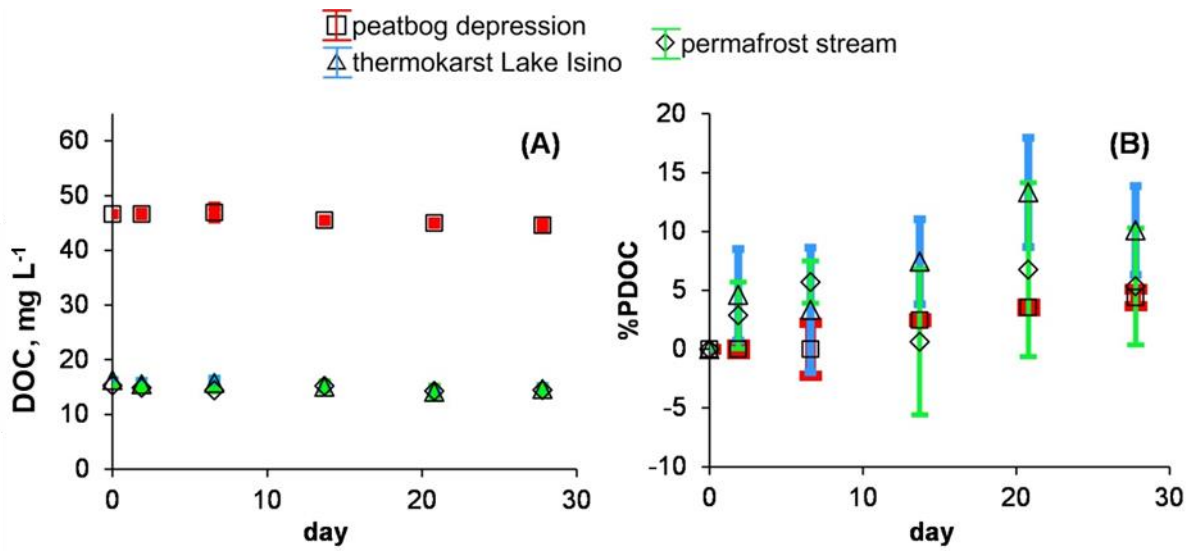 peatbog depression
thermokarst Lake Isino
permafrost stream
(A)
DOC, mg L⁻¹
60
50
40
30
20
10
0
0 10 20 30
day
(B)
%PDOC
20
15
10
5
0
-5
-10
0 10 20 30
day